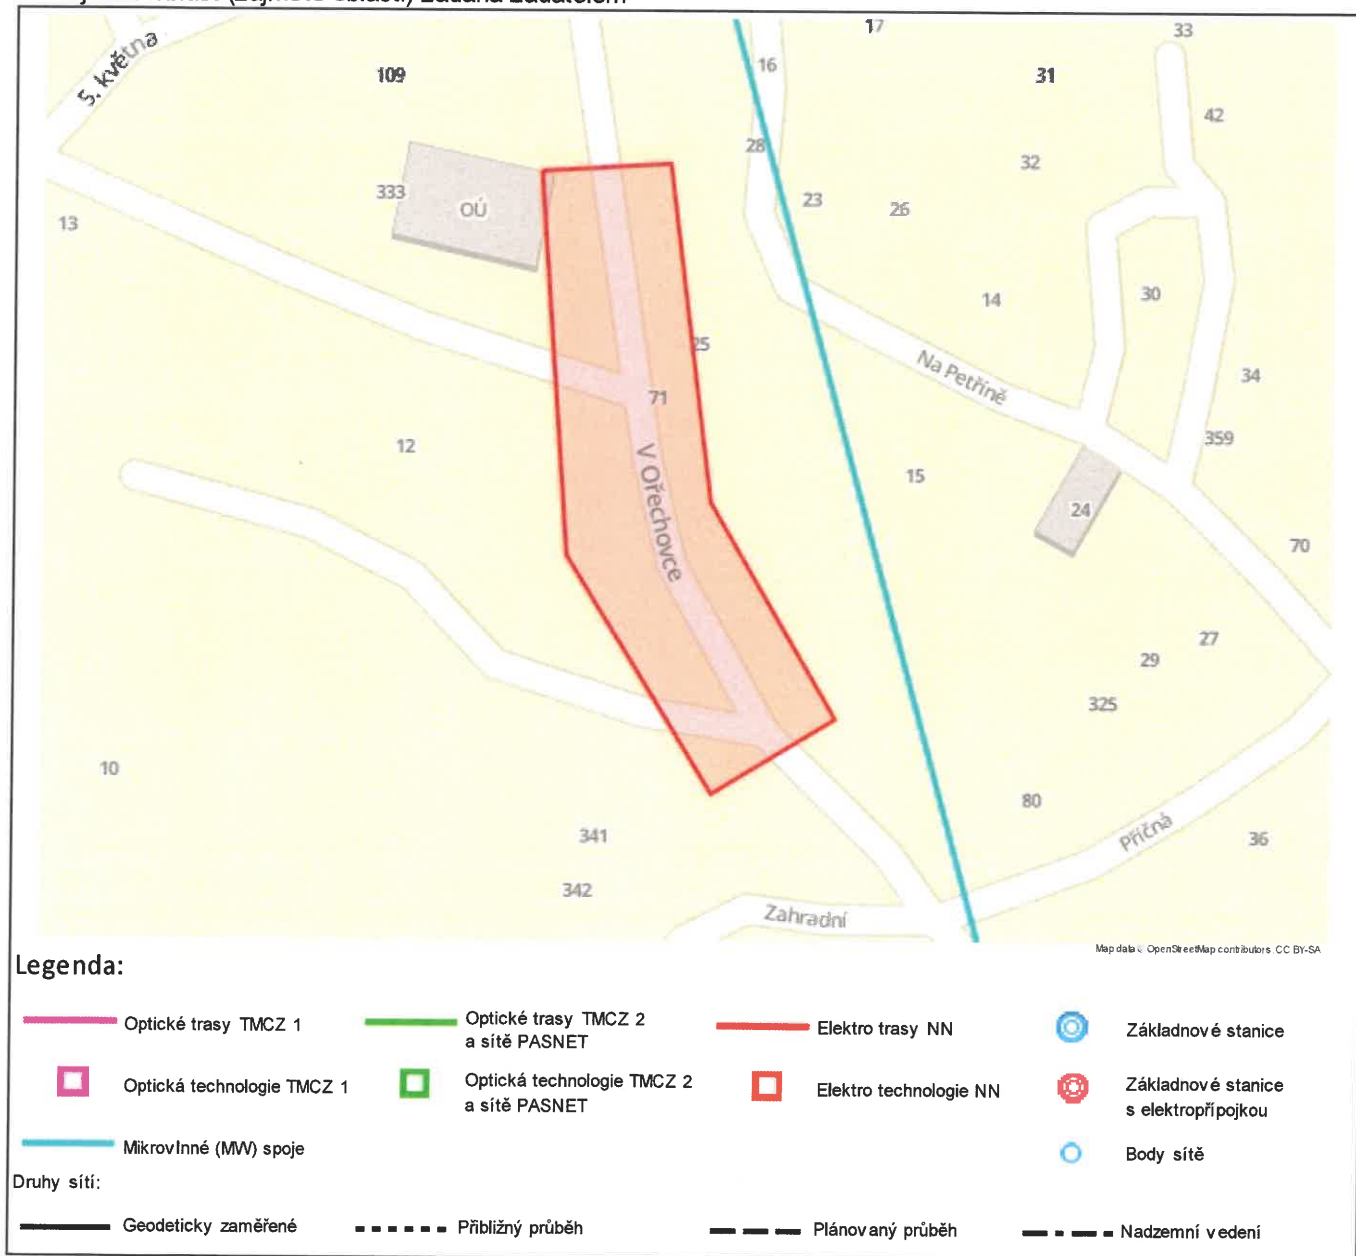 (zájmové oblasti) zadaná žadatelem
5. května
109
17
16
31
33
42
28
32
333
OÚ
13
23
26
30
14
25
71
Na Petříně
34
359
12
V Ořechovce
15
24
70
27
29
325
10
80
Příčná
36
341
342
Zahradní
Map data © OpenStreetMap contributors CC BY-SA
Legenda:
Optické trasy TMCZ 1
Optické trasy TMCZ 2
a sítě PASNET
Elektro trasy NN
Základnové stanice
Optická technologie TMCZ 1
Optická technologie TMCZ 2
a sítě PASNET
Elektro technologie NN
Základnové stanice
s elektropřípojkou
Mikrovlnné (MW) spoje
Body sítě
Druhy sítí:
Geodeticky zaměřené
Přibližný průběh
Plánovaný průběh
Nadzemní vedení